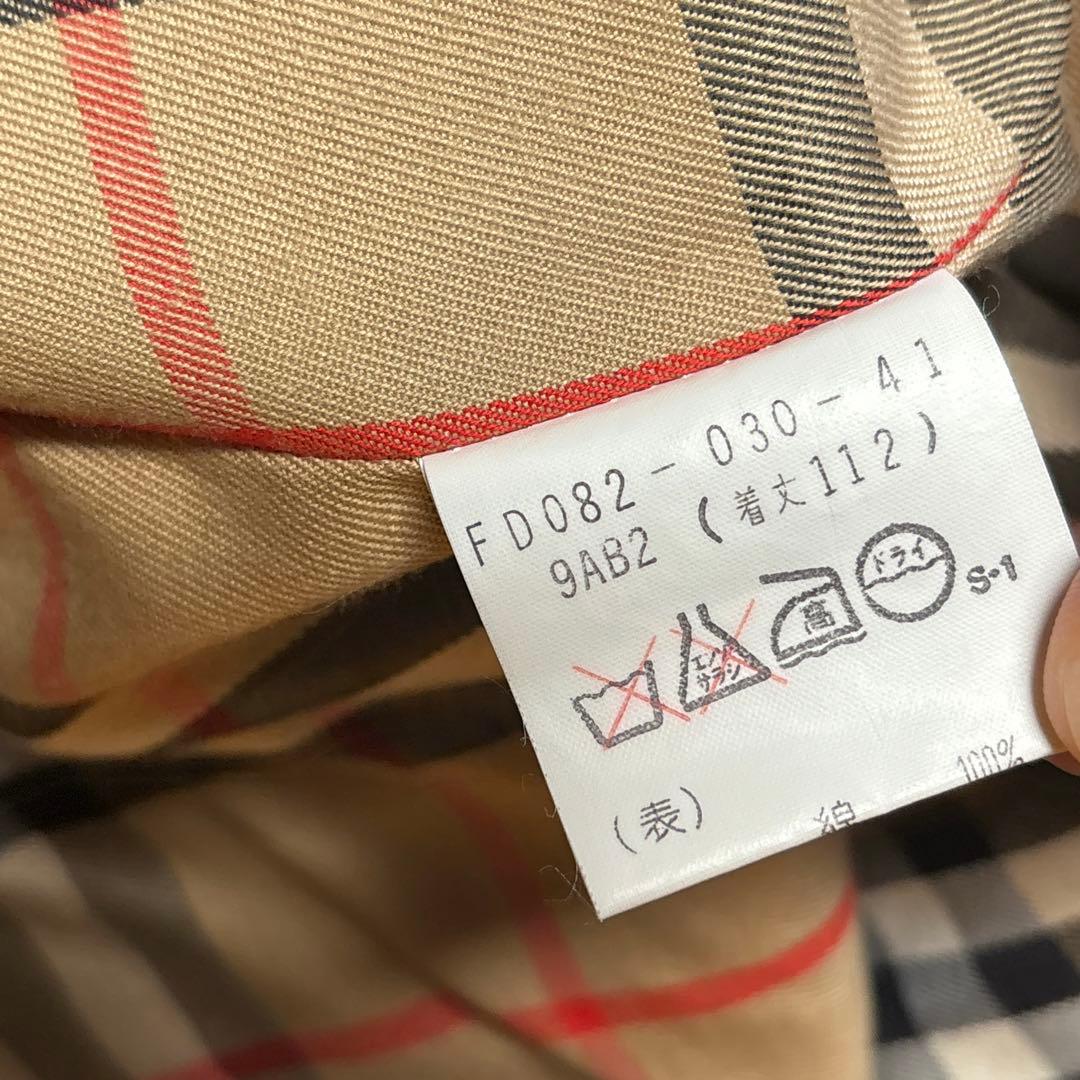 FD082-030-41
9AB2 (着丈112)
エンソ
サラシ
高
ドライ
S·1
(表) 綿 100%